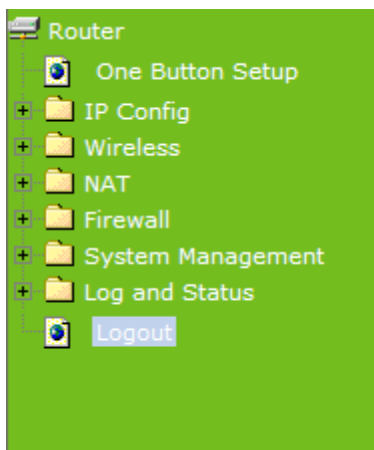 Router
One Button Setup
IP Config
Wireless
NAT
Firewall
System Management
Log and Status
Logout